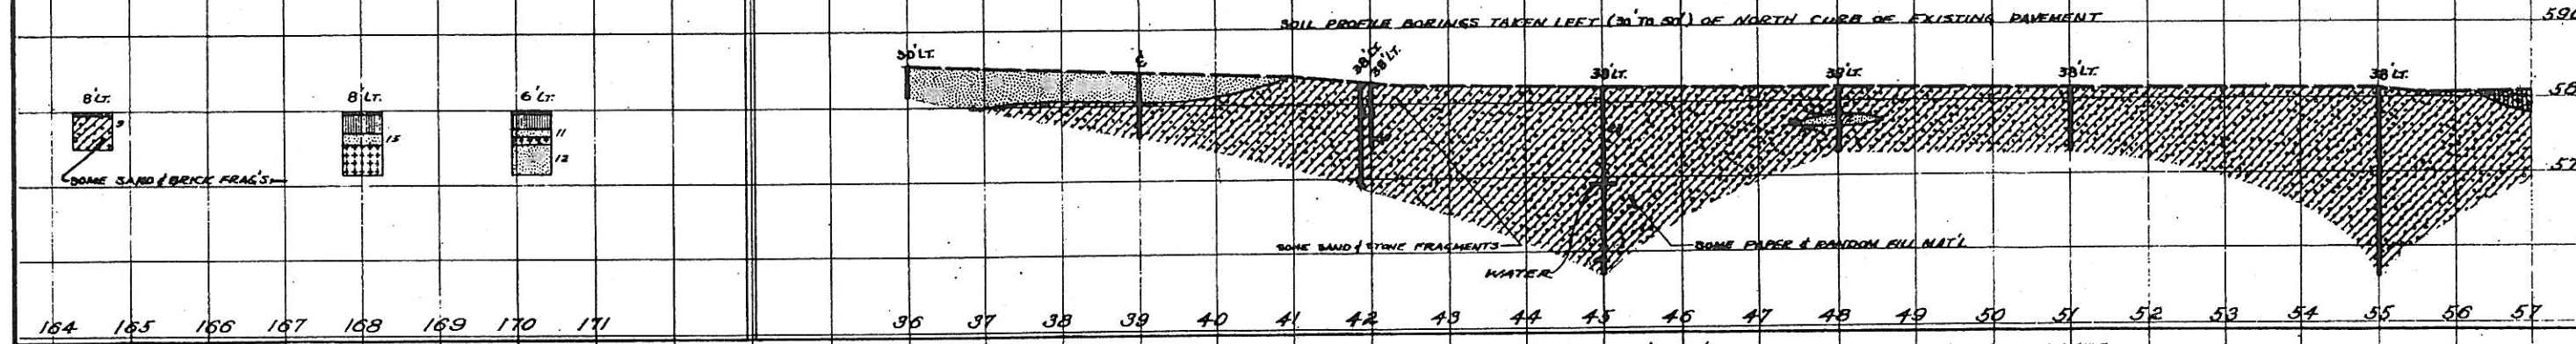 SOIL PROFILE BORINGS TAKEN LEFT (30' TO 50') OF NORTH CURB OF EXISTING PAVEMENT
590
30'LT.
℄
38'LT.
38'LT.
38'LT.
38'LT.
38'LT.
38'LT.
8'LT.
8'LT.
6'LT.
58
9
15
11
12
57
SOME SAND & BRICK FRAG'S
SOME SAND & STONE FRAGMENTS
SOME PAPER & RANDOM FILL MAT'L
WATER
164 165 166 167 168 169 170 171 36 37 38 39 40 41 42 43 44 45 46 47 48 49 50 51 52 53 54 55 56 57